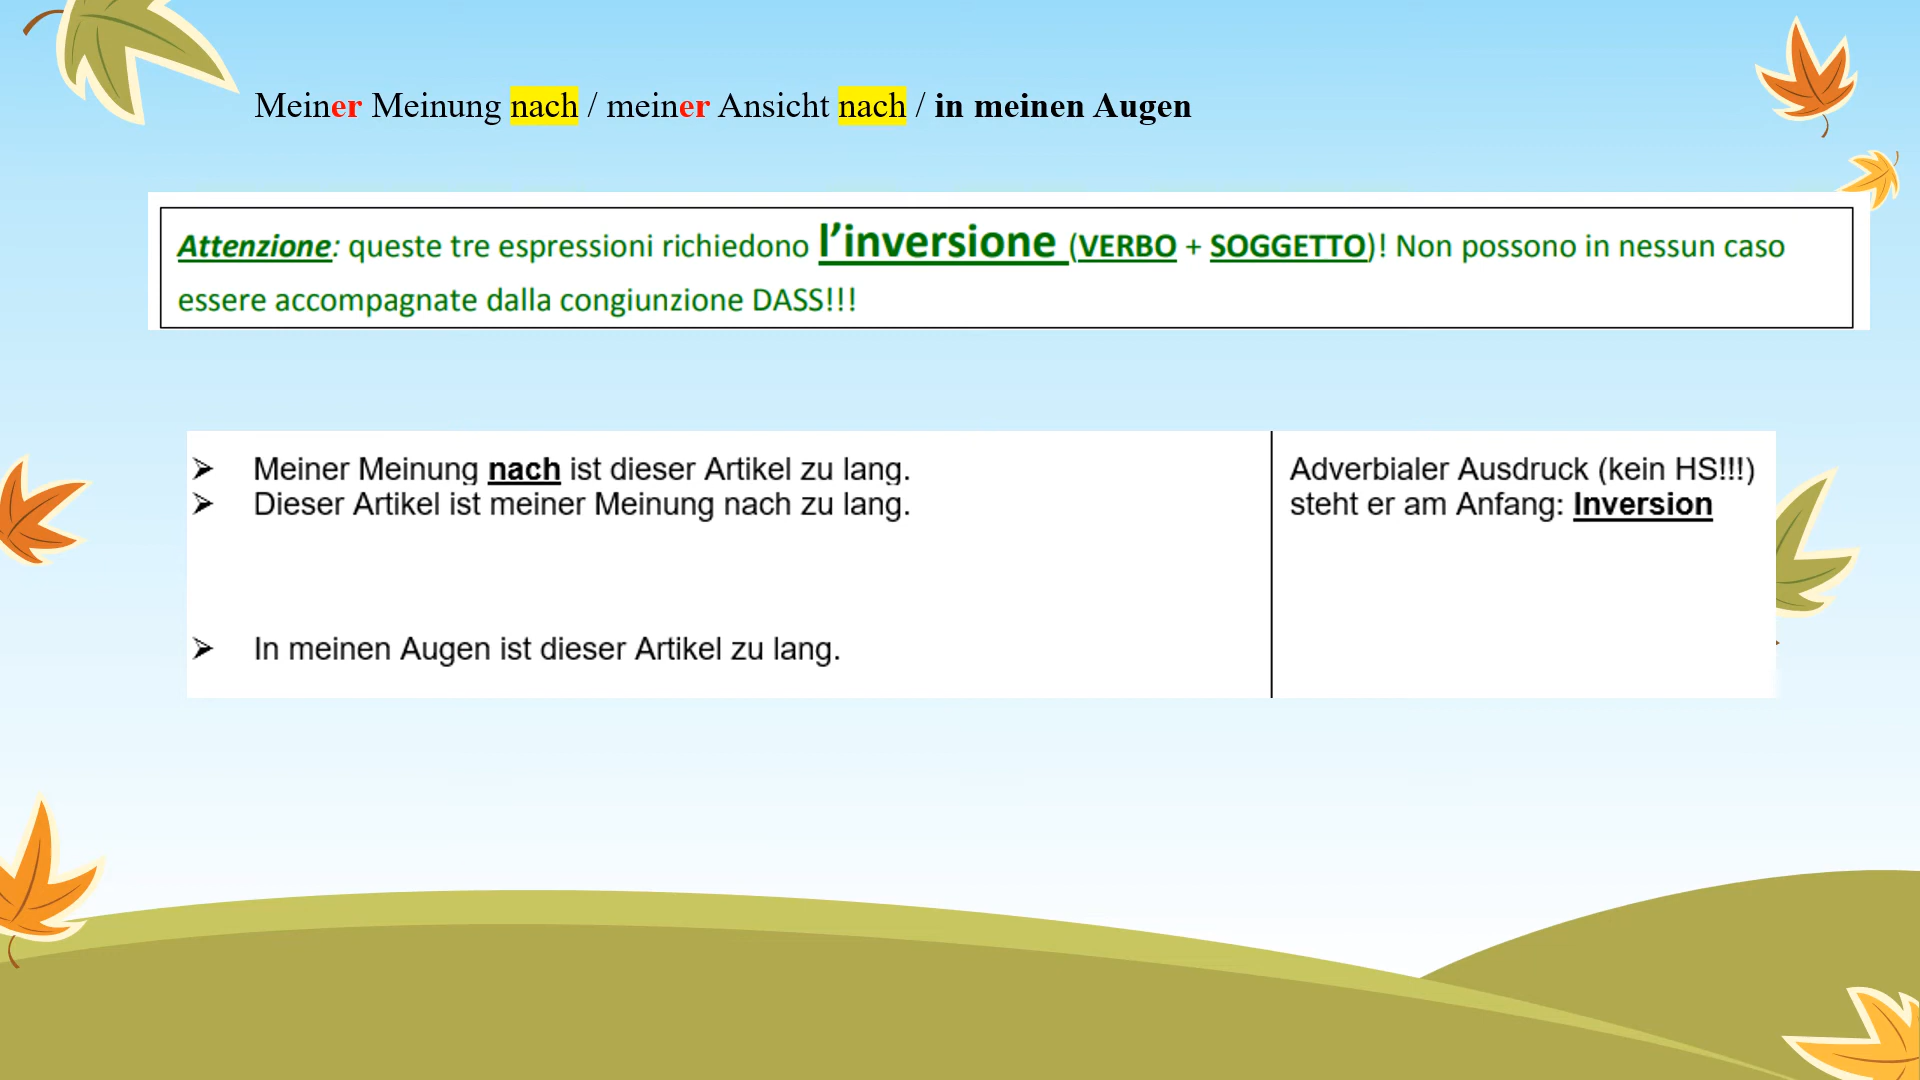 Meiner Meinung nach / meiner Ansicht nach / in meinen Augen
Attenzione: queste tre espressioni richiedono l’inversione (VERBO + SOGGETTO)! Non possono in nessun caso
essere accompagnate dalla congiunzione DASS!!!
➢ Meiner Meinung nach ist dieser Artikel zu lang.
➢ Dieser Artikel ist meiner Meinung nach zu lang.
➢ In meinen Augen ist dieser Artikel zu lang.
Adverbialer Ausdruck (kein HS!!!)
steht er am Anfang: Inversion